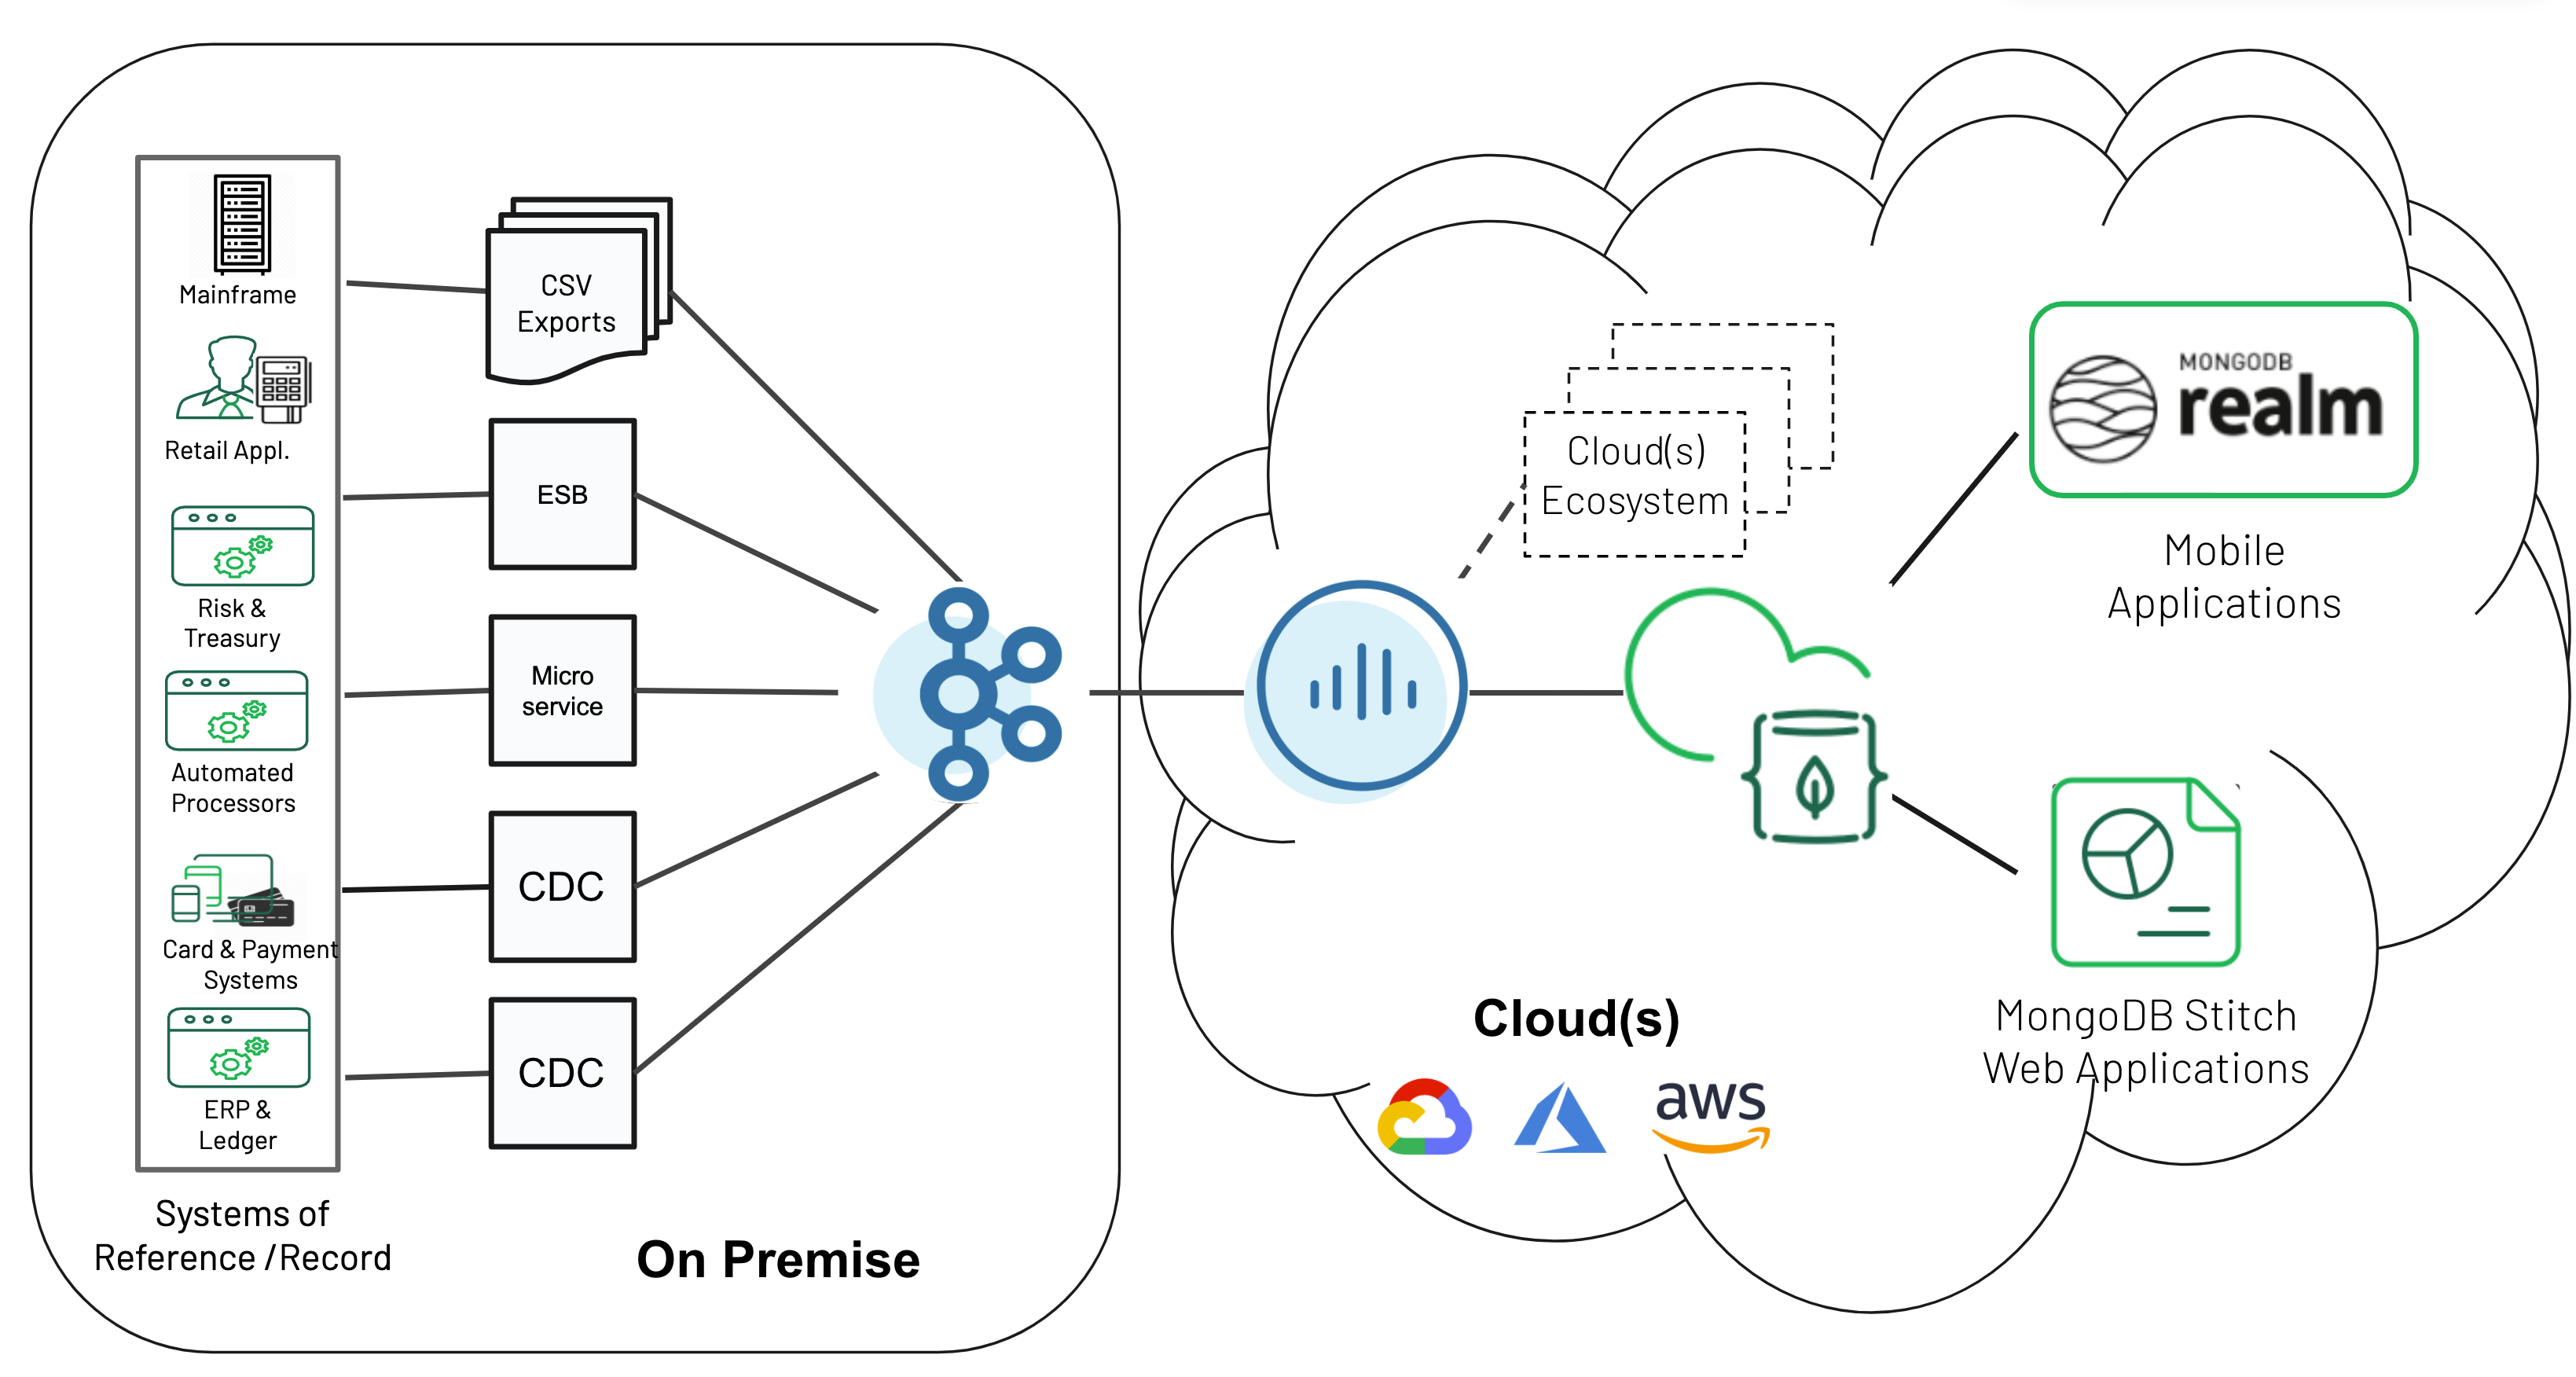 Mainframe
Retail Appl.
Risk &
Treasury
Automated
Processors
Card & Payment
Systems
ERP &
Ledger
Systems of
Reference /Record
CSV
Exports
ESB
Micro
service
CDC
CDC
On Premise
Cloud(s)
Ecosystem
MONGODB
realm
Mobile
Applications
MongoDB Stitch
Web Applications
Cloud(s)
aws